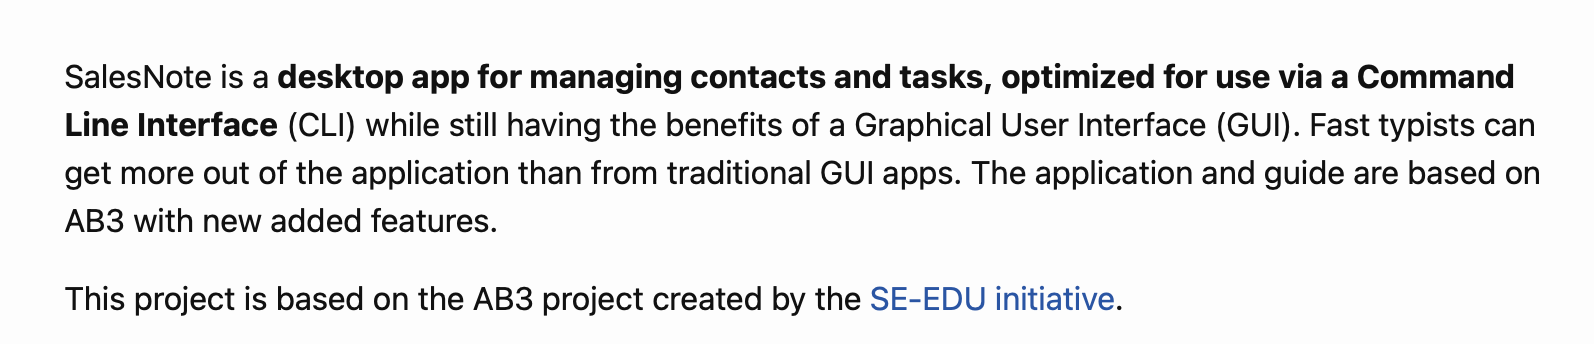 SalesNote is a desktop app for managing contacts and tasks, optimized for use via a Command
Line Interface (CLI) while still having the benefits of a Graphical User Interface (GUI). Fast typists can
get more out of the application than from traditional GUI apps. The application and guide are based on
AB3 with new added features.
This project is based on the AB3 project created by the SE-EDU initiative.